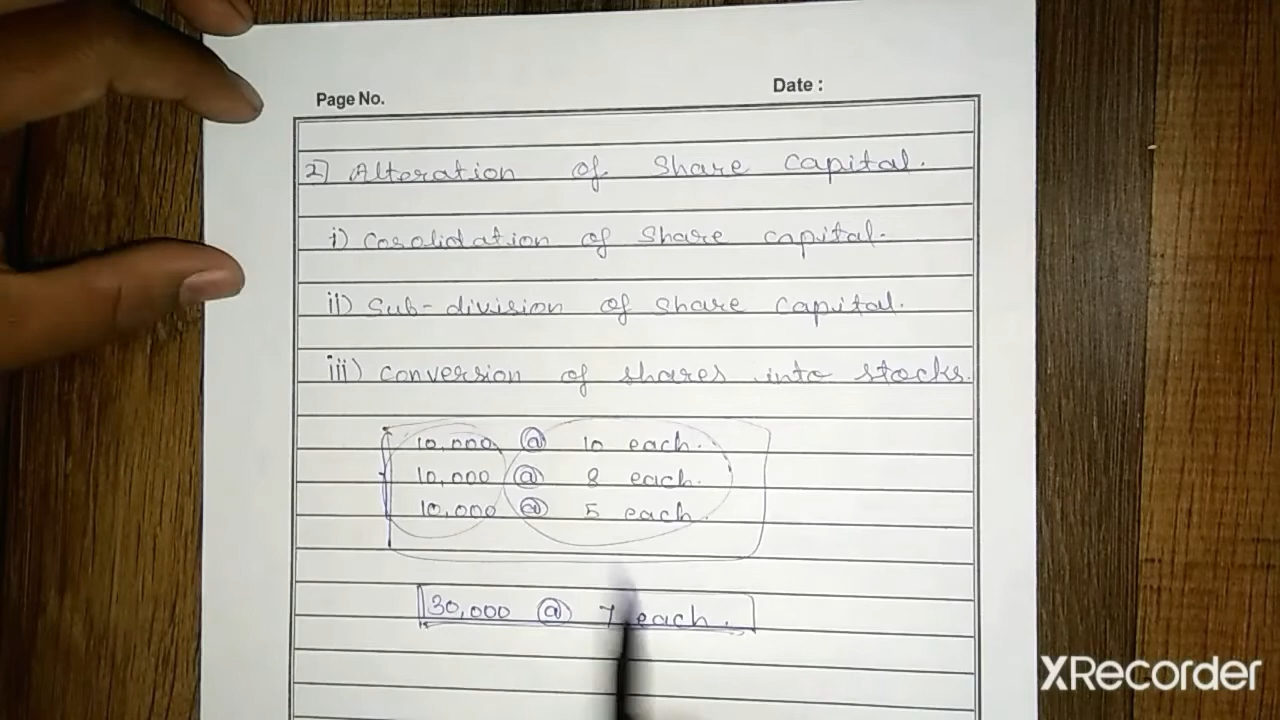 Page No. Date :
2) Alteration of Share Capital.
i) Cosolidation of Share capital.
ii) Sub-division of Share Capital.
iii) Conversion of shares into stocks.
10,000 @ 10 each.
10,000 @ 8 each.
10,000 @ 5 each.
30,000 @ 7 each.
XRecorder